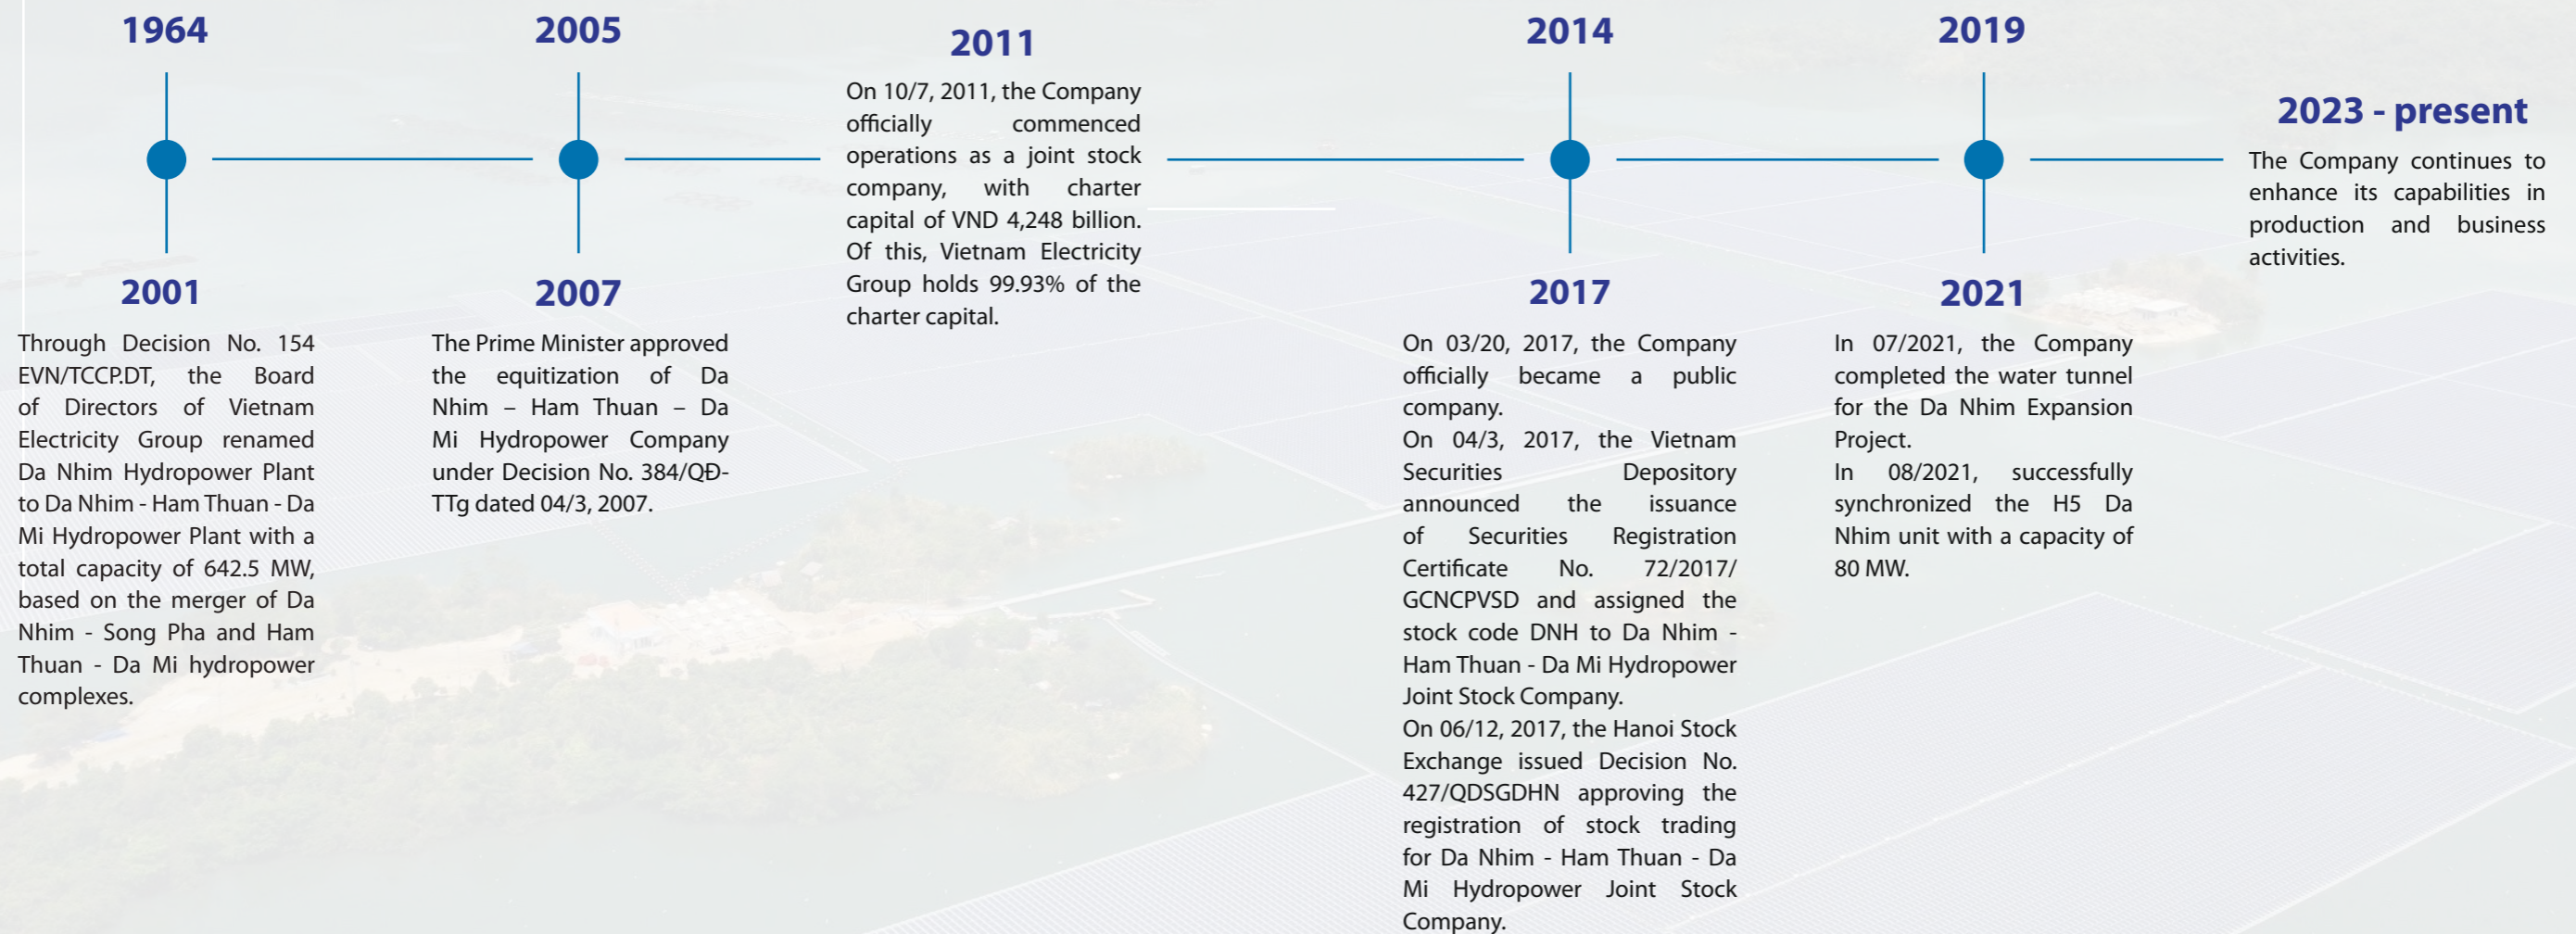 1964
2001
Through Decision No. 154
EVN/TCCP.DT, the Board
of Directors of Vietnam
Electricity Group renamed
Da Nhim Hydropower Plant
to Da Nhim - Ham Thuan - Da
Mi Hydropower Plant with a
total capacity of 642.5 MW,
based on the merger of Da
Nhim - Song Pha and Ham
Thuan - Da Mi hydropower
complexes.
2005
2007
The Prime Minister approved
the equitization of Da
Nhim – Ham Thuan – Da
Mi Hydropower Company
under Decision No. 384/QĐ-
TTg dated 04/3, 2007.
2011
On 10/7, 2011, the Company
officially commenced
operations as a joint stock
company, with charter
capital of VND 4,248 billion.
Of this, Vietnam Electricity
Group holds 99.93% of the
charter capital.
2014
2017
On 03/20, 2017, the Company
officially became a public
company.
On 04/3, 2017, the Vietnam
Securities Depository
announced the issuance
of Securities Registration
Certificate No. 72/2017/
GCNCPVSD and assigned the
stock code DNH to Da Nhim -
Ham Thuan - Da Mi Hydropower
Joint Stock Company.
On 06/12, 2017, the Hanoi Stock
Exchange issued Decision No.
427/QDSGDHN approving the
registration of stock trading
for Da Nhim - Ham Thuan - Da
Mi Hydropower Joint Stock
Company.
2019
2021
In 07/2021, the Company
completed the water tunnel
for the Da Nhim Expansion
Project.
In 08/2021, successfully
synchronized the H5 Da
Nhim unit with a capacity of
80 MW.
2023 - present
The Company continues to
enhance its capabilities in
production and business
activities.